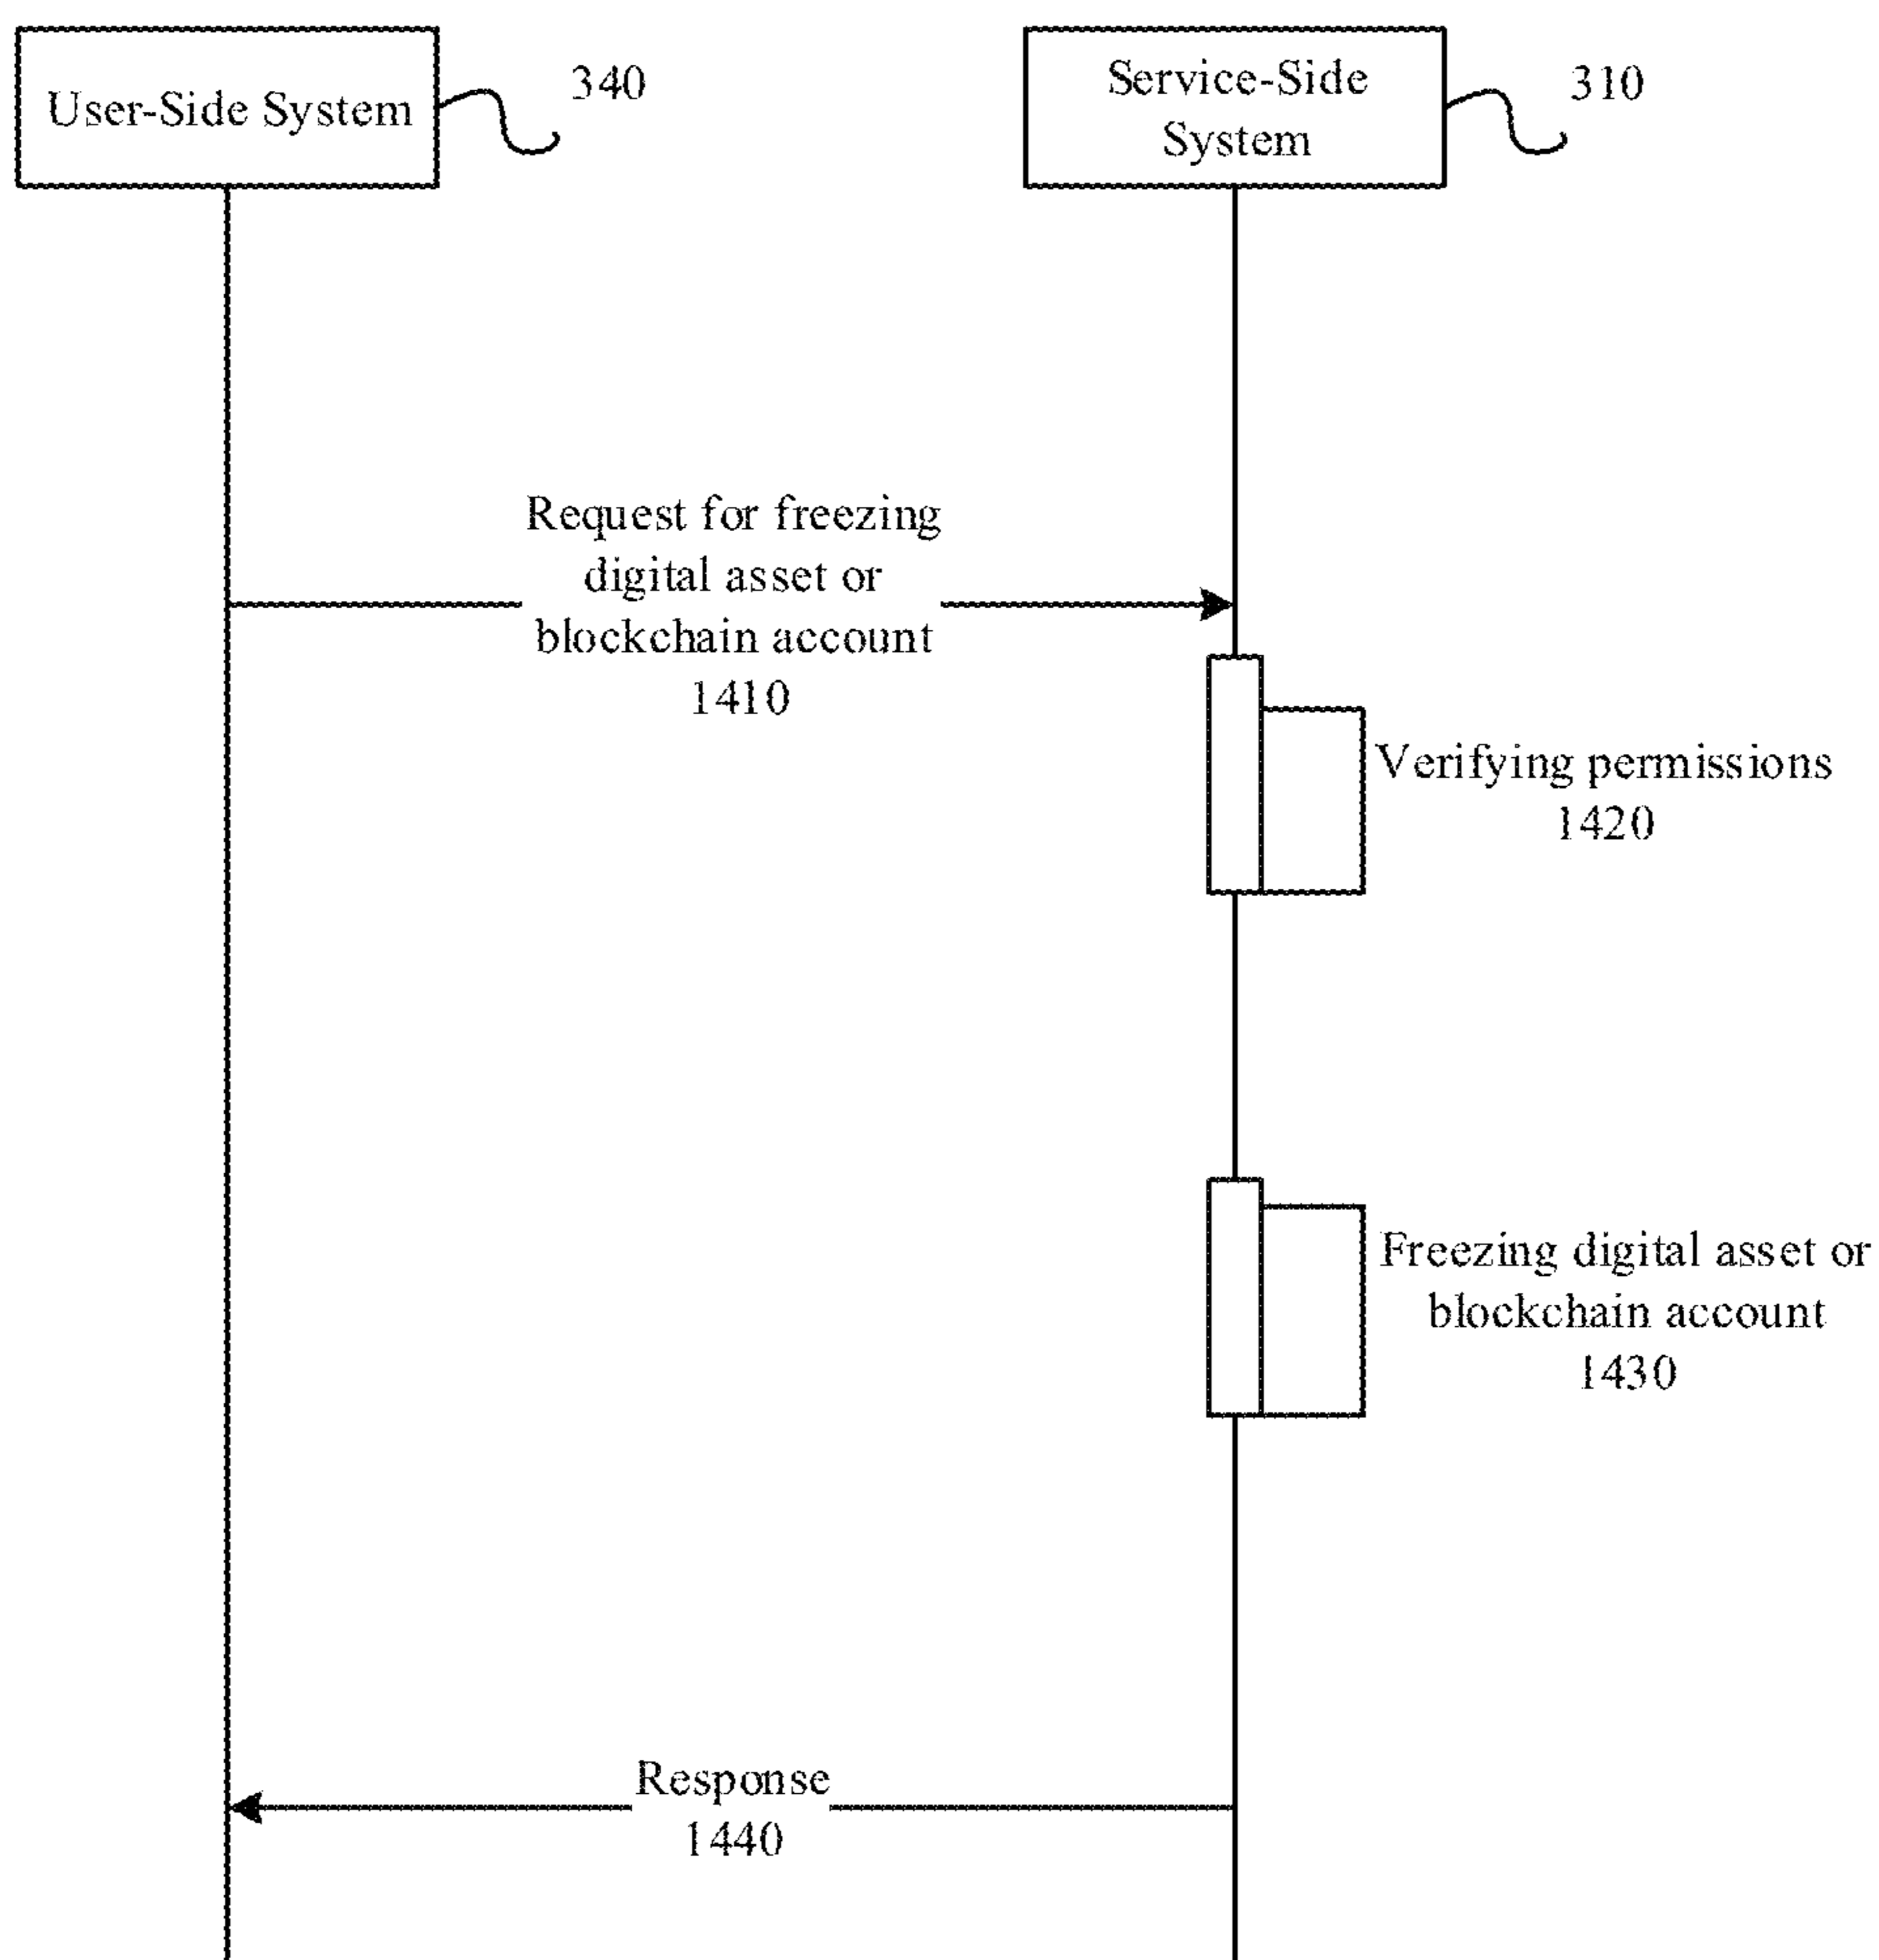 User-Side System
340
Service-Side
System
310
Request for freezing
digital asset or
blockchain account
1410
Verifying permissions
1420
Freezing digital asset or
blockchain account
1430
Response
1440